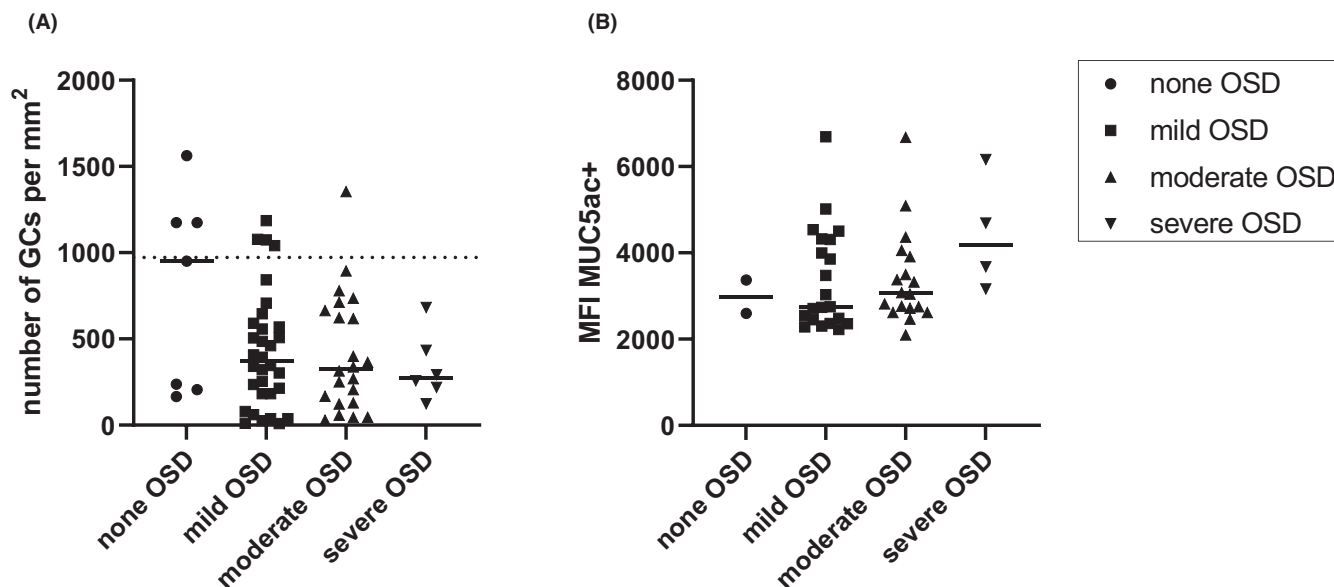 (A)
number of GCs per mm²
2000
1500
1000
500
0
none OSD
mild OSD
moderate OSD
severe OSD
(B)
MFI MUC5ac+
8000
6000
4000
2000
0
none OSD
mild OSD
moderate OSD
severe OSD
none OSD
mild OSD
moderate OSD
severe OSD